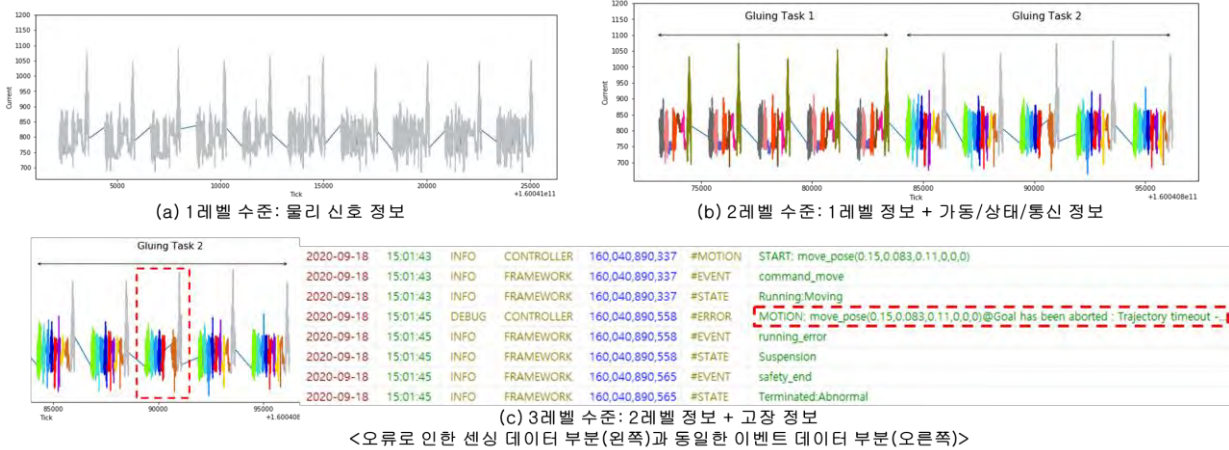 1200
1100
1000
900
800
700
Current
5000
10000
15000
20000
25000
Tick
+1.60041e11
(a) 1레벨 수준: 물리 신호 정보
Gluing Task 1
Gluing Task 2
1200
1150
1100
1050
1000
950
900
850
800
750
700
650
Current
75000
80000
85000
90000
95000
Tick
+1.600408e11
(b) 2레벨 수준: 1레벨 정보 + 가동/상태/통신 정보
Gluing Task 2
85000
90000
95000
Tick
+1.600408
2020-09-18 15:01:43 INFO CONTROLLER 160,040,890,337 #MOTION START: move_pose(0.15,0.083,0.11,0,0,0)
2020-09-18 15:01:43 INFO FRAMEWORK 160,040,890,337 #EVENT command_move
2020-09-18 15:01:43 INFO FRAMEWORK 160,040,890,337 #STATE Running:Moving
2020-09-18 15:01:45 DEBUG CONTROLLER 160,040,890,558 #ERROR MOTION: move_pose(0.15,0.083,0.11,0,0,0)@Goal has been aborted : Trajectory timeout -...
2020-09-18 15:01:45 INFO FRAMEWORK 160,040,890,558 #EVENT running_error
2020-09-18 15:01:45 INFO FRAMEWORK 160,040,890,558 #STATE Suspension
2020-09-18 15:01:45 INFO FRAMEWORK 160,040,890,565 #EVENT safety_end
2020-09-18 15:01:45 INFO FRAMEWORK 160,040,890,565 #STATE Terminated:Abnormal
(c) 3레벨 수준: 2레벨 정보 + 고장 정보
<오류로 인한 센싱 데이터 부분(왼쪽)과 동일한 이벤트 데이터 부분(오른쪽)>